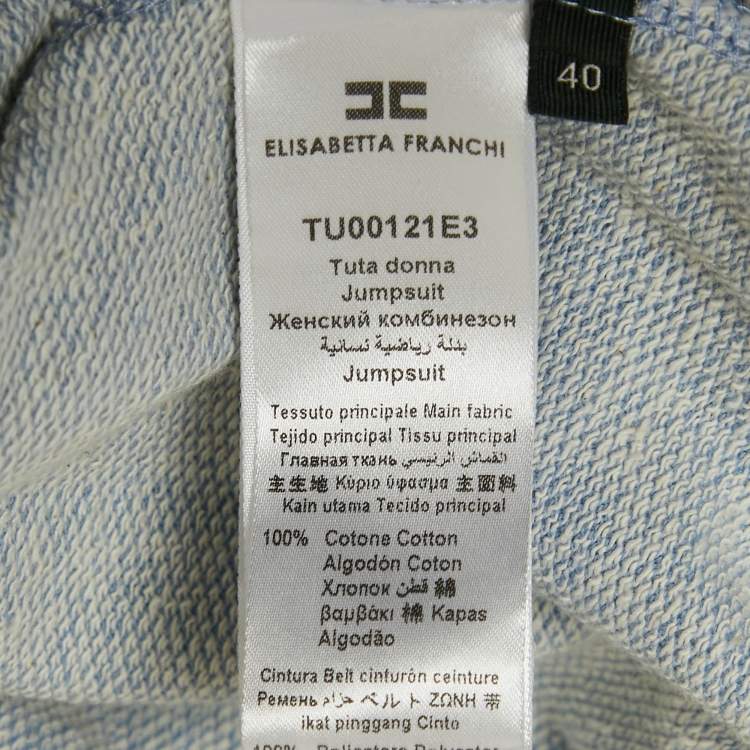 40
ELISABETTA FRANCHI
TU00121E3
Tuta donna
Jumpsuit
Женский комбинезон
بدلة رياضية نسائية
Jumpsuit
Tessuto principale Main fabric
Tejido principal Tissu principal
Главная ткань القماش الرئيسي
主生地 Κύριο ύφασμα 主面料
Kain utama Tecido principal
100% Cotone Cotton
Algodón Coton
Хлопок قطن 綿
βαμβάκι 棉 Kapas
Algodão
Cintura Belt cinturón ceinture
Ремень حزام ベルト ΖΩΝΗ 带
ikat pinggang Cinto
100% Poliestere Polyester